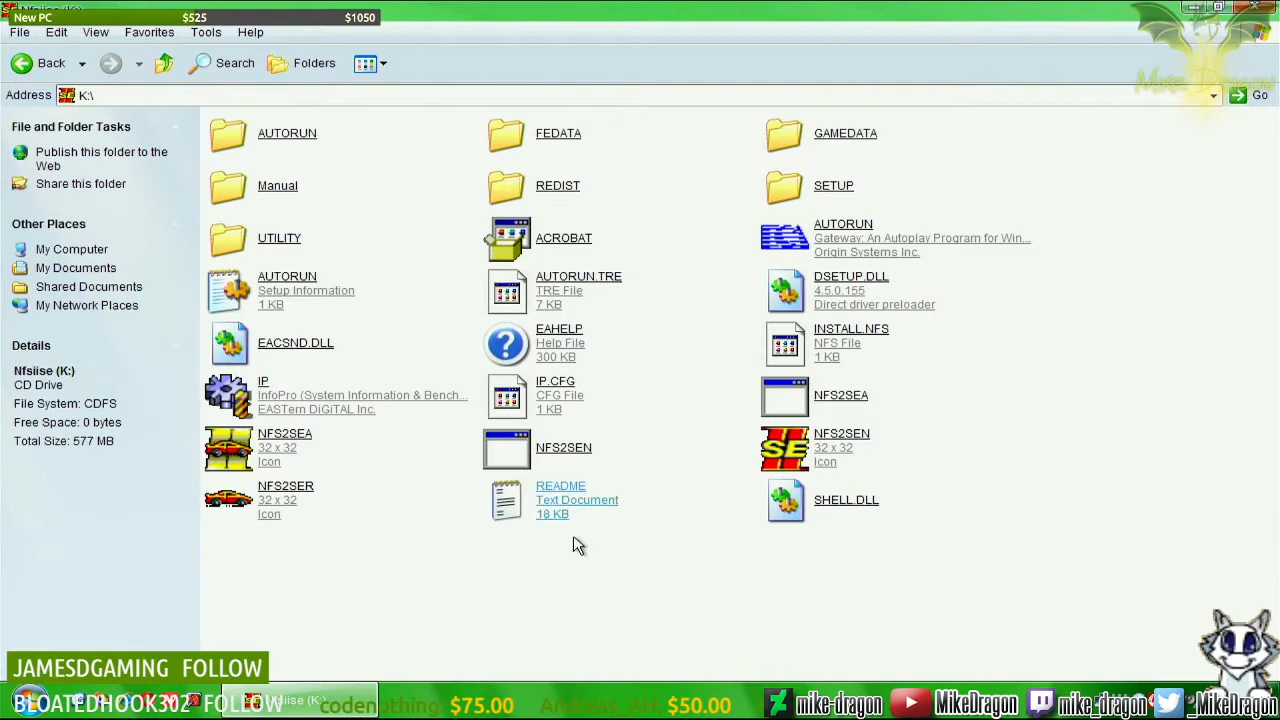 New PC $525 $1050
File Edit View Favorites Tools Help
Back Search Folders
Address K:\ Go
File and Folder Tasks
Publish this folder to the
Web
Share this folder
Other Places
My Documents
Shared Documents
My Network Places
Details
Nfsiise (K:)
CD Drive
File System: CDFS
Free Space: 0 bytes
Total Size: 577 MB
AUTORUN
FEDATA
GAMEDATA
Manual
REDIST
SETUP
UTILITY
ACROBAT
AUTORUN
Gateway: An Autoplay Program for Win...
Origin Systems Inc.
AUTORUN
Setup Information
1 KB
AUTORUN.TRE
TRE File
7 KB
DSETUP.DLL
4.5.0.155
Direct driver preloader
EACSND.DLL
EAHELP
Help File
300 KB
INSTALL.NFS
NFS File
1 KB
IP
InfoPro (System Information & Bench...
EASTern DiGiTAL Inc.
IP.CFG
CFG File
1 KB
NFS2SEA
NFS2SEA
32 x 32
Icon
NFS2SEN
NFS2SEN
32 x 32
Icon
NFS2SER
32 x 32
Icon
README
Text Document
18 KB
SHELL.DLL
Mike Dragon
JAMESDGAMING FOLLOW
BLOATEDHOOK302 FOLLOW
Nfsiise (K:)
codenothing: $75.00 Andreas_AH: $50.00
mike-dragon MikeDragon mike_dragon MikeDragon